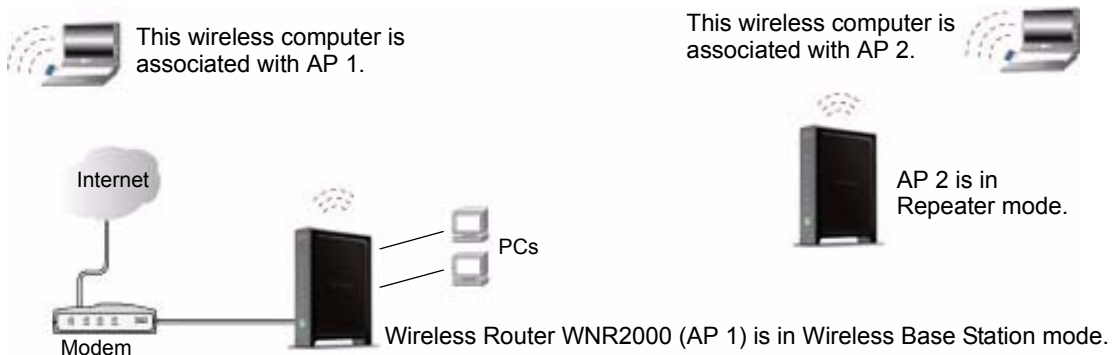 This wireless computer is
associated with AP 1.
This wireless computer is
associated with AP 2.
Internet
AP 2 is in
Repeater mode.
PCs
Wireless Router WNR2000 (AP 1) is in Wireless Base Station mode.
Modem